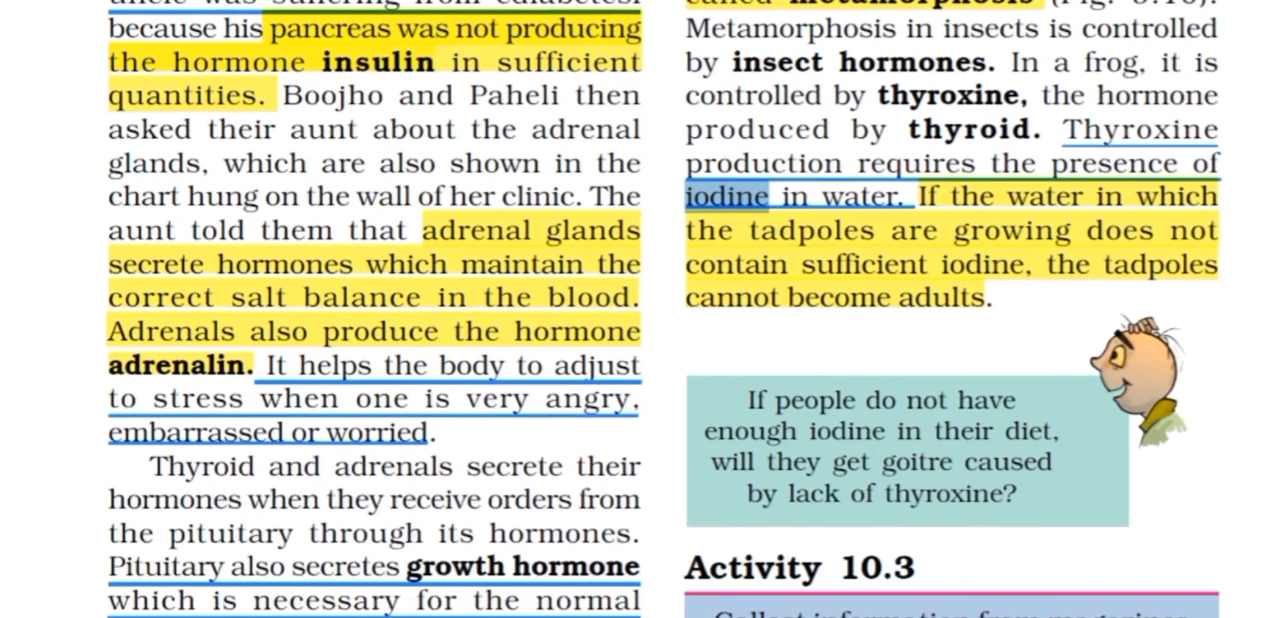 because his pancreas was not producing
the hormone insulin in sufficient
quantities. Boojho and Paheli then
asked their aunt about the adrenal
glands, which are also shown in the
chart hung on the wall of her clinic. The
aunt told them that adrenal glands
secrete hormones which maintain the
correct salt balance in the blood.
Adrenals also produce the hormone
adrenalin. It helps the body to adjust
to stress when one is very angry,
embarrassed or worried.
Thyroid and adrenals secrete their
hormones when they receive orders from
the pituitary through its hormones.
Pituitary also secretes growth hormone
which is necessary for the normal
called metamorphosis
Metamorphosis in insects is controlled
by insect hormones. In a frog, it is
controlled by thyroxine, the hormone
produced by thyroid. Thyroxine
production requires the presence of
iodine in water. If the water in which
the tadpoles are growing does not
contain sufficient iodine, the tadpoles
cannot become adults.
If people do not have
enough iodine in their diet,
will they get goitre caused
by lack of thyroxine?
Activity 10.3